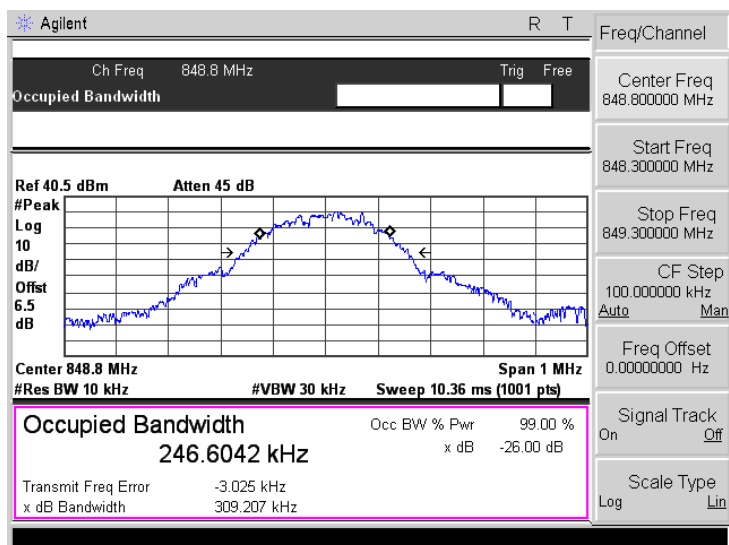 Agilent R T
Freq/Channel
Ch Freq 848.8 MHz Trig Free
Occupied Bandwidth
Center Freq
848.800000 MHz
Start Freq
848.300000 MHz
Stop Freq
849.300000 MHz
CF Step
100.000000 kHz
Auto Man
Freq Offset
0.00000000 Hz
Signal Track
On Off
Scale Type
Log Lin
Ref 40.5 dBm Atten 45 dB
#Peak
Log
10
dB/
Offst
6.5
dB
Center 848.8 MHz Span 1 MHz
#Res BW 10 kHz #VBW 30 kHz Sweep 10.36 ms (1001 pts)
Occupied Bandwidth
246.6042 kHz
Occ BW % Pwr 99.00 %
x dB -26.00 dB
Transmit Freq Error -3.025 kHz
x dB Bandwidth 309.207 kHz